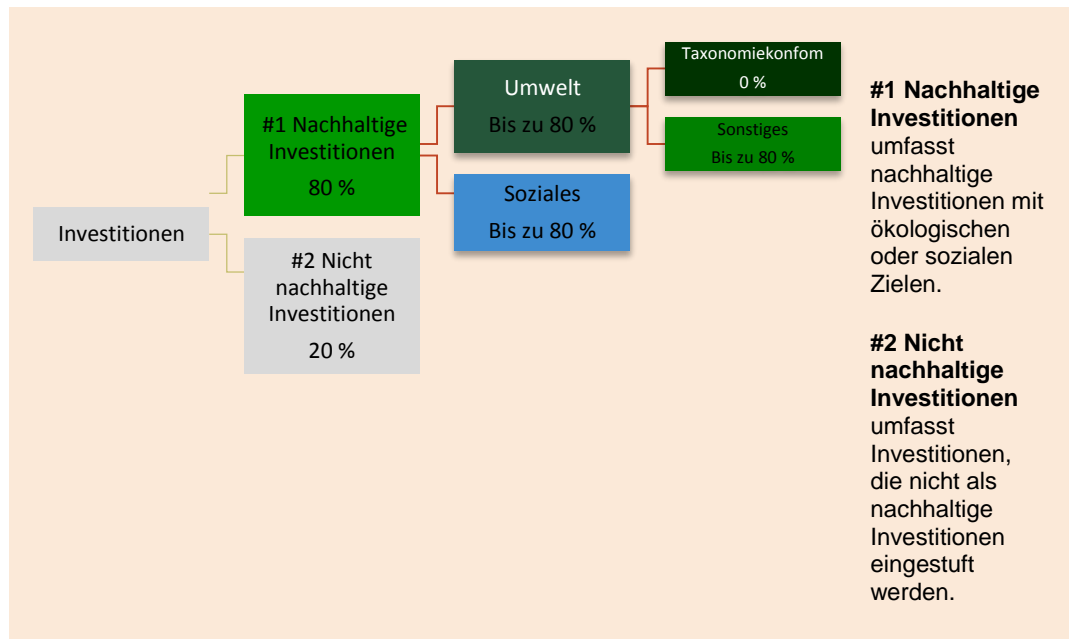 Investitionen
#1 Nachhaltige
Investitionen
80 %
#2 Nicht
nachhaltige
Investitionen
20 %
Umwelt
Bis zu 80 %
Soziales
Bis zu 80 %
Taxonomiekonfom
0 %
Sonstiges
Bis zu 80 %
#1 Nachhaltige
Investitionen
umfasst
nachhaltige
Investitionen mit
ökologischen
oder sozialen
Zielen.
#2 Nicht
nachhaltige
Investitionen
umfasst
Investitionen,
die nicht als
nachhaltige
Investitionen
eingestuft
werden.